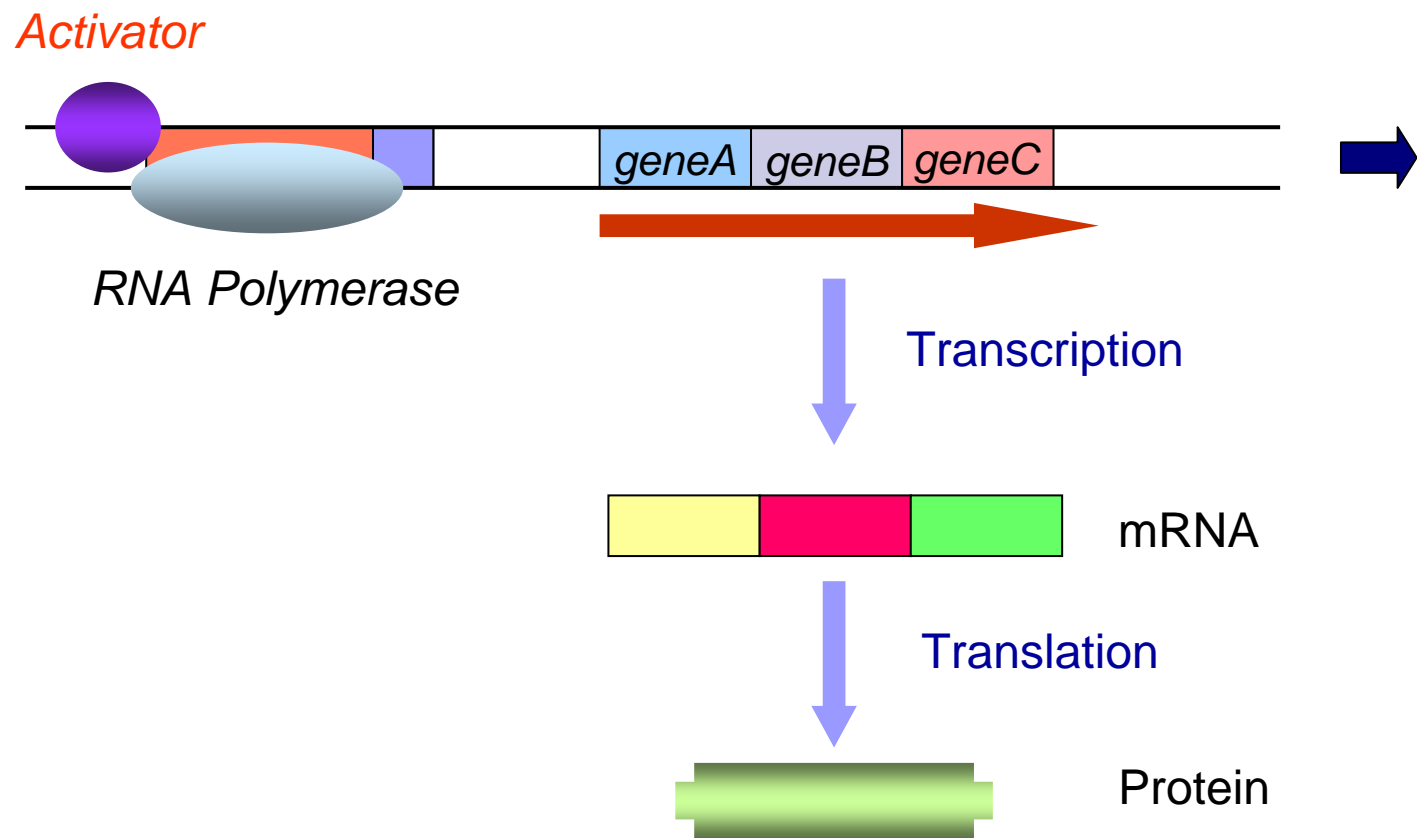 Activator
geneA geneB geneC
RNA Polymerase
Transcription
mRNA
Translation
Protein